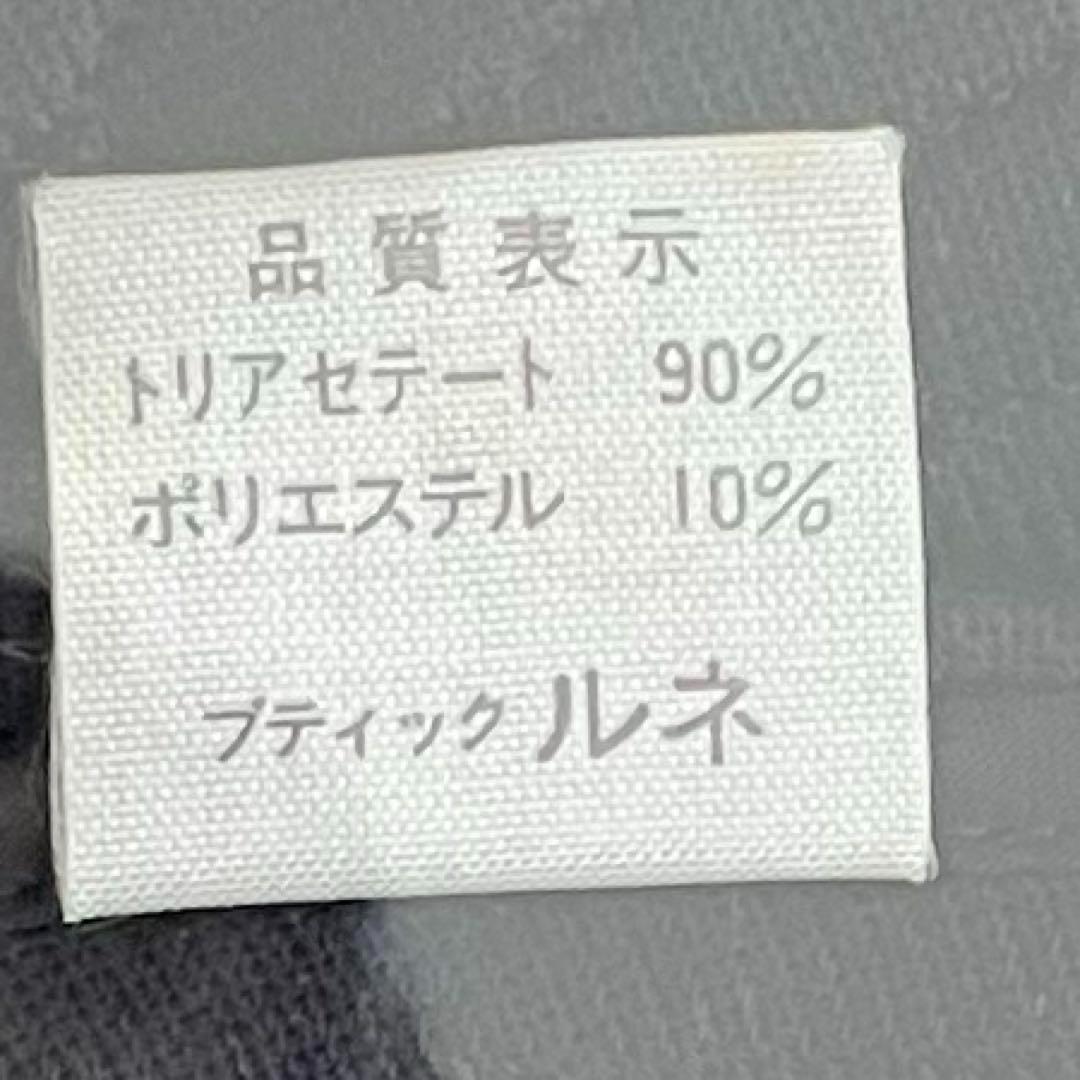 品質表示
トリアセテート 90%
ポリエステル 10%
ブティックルネ